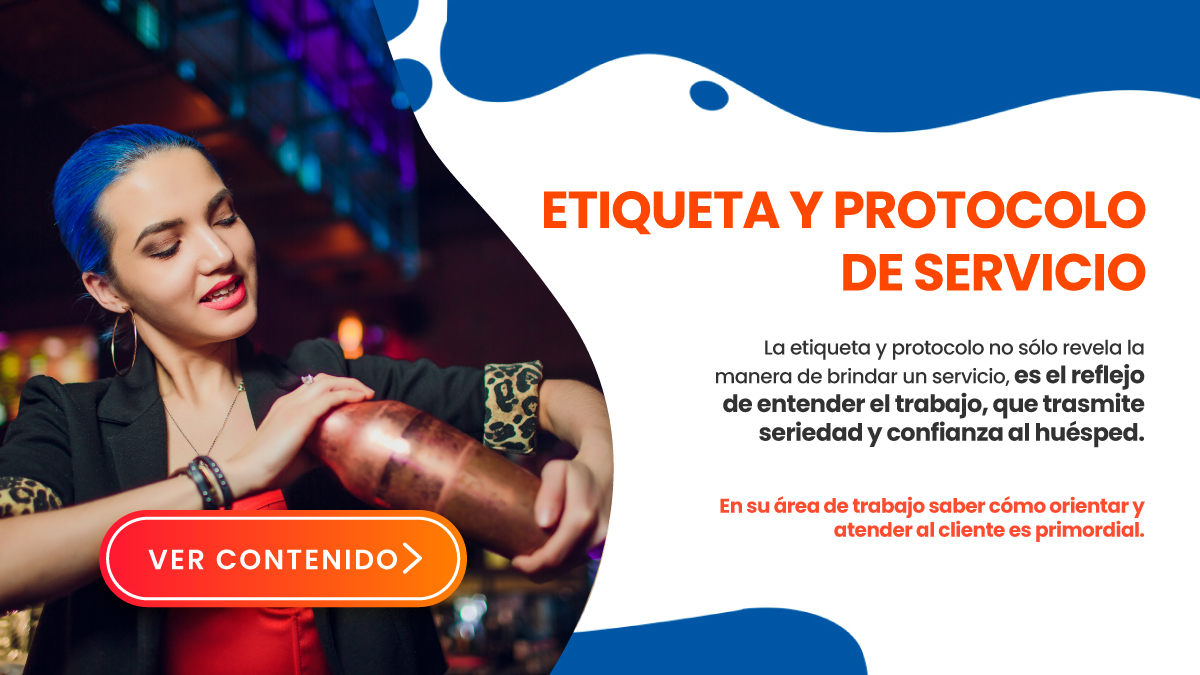 ETIQUETA Y PROTOCOLO
DE SERVICIO
La etiqueta y protocolo no sólo revela la
manera de brindar un servicio, es el reflejo
de entender el trabajo, que trasmite
seriedad y confianza al huésped.
En su área de trabajo saber cómo orientar y
atender al cliente es primordial.
VER CONTENIDO